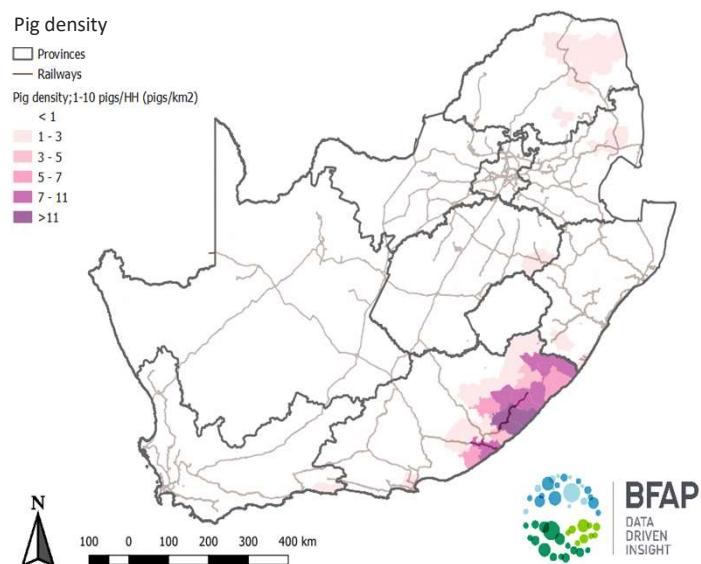 Pig density
Provinces
Railways
Pig density;1-10 pigs/HH (pigs/km2)
< 1
1 - 3
3 - 5
5 - 7
7 - 11
>11
N
100 0 100 200 300 400 km
BFAP
DATA
DRIVEN
INSIGHT